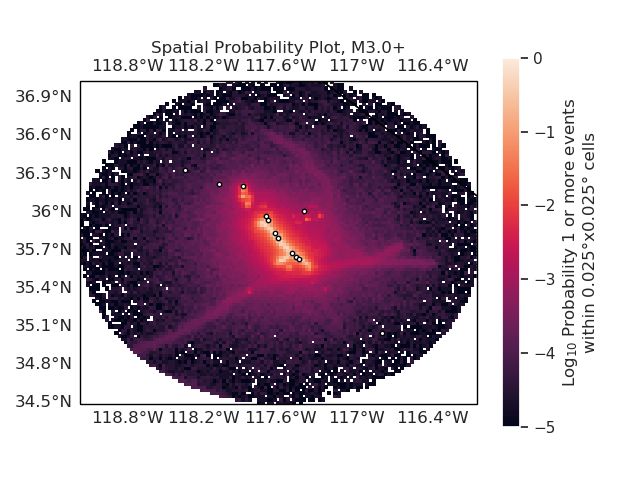 Spatial Probability Plot, M3.0+
118.8°W 118.2°W 117.6°W 117°W 116.4°W
36.9°N
36.6°N
36.3°N
36°N
35.7°N
35.4°N
35.1°N
34.8°N
34.5°N
118.8°W 118.2°W 117.6°W 117°W 116.4°W
0
−1
−2
−3
−4
−5
Log₁₀ Probability 1 or more events
within 0.025°x0.025° cells